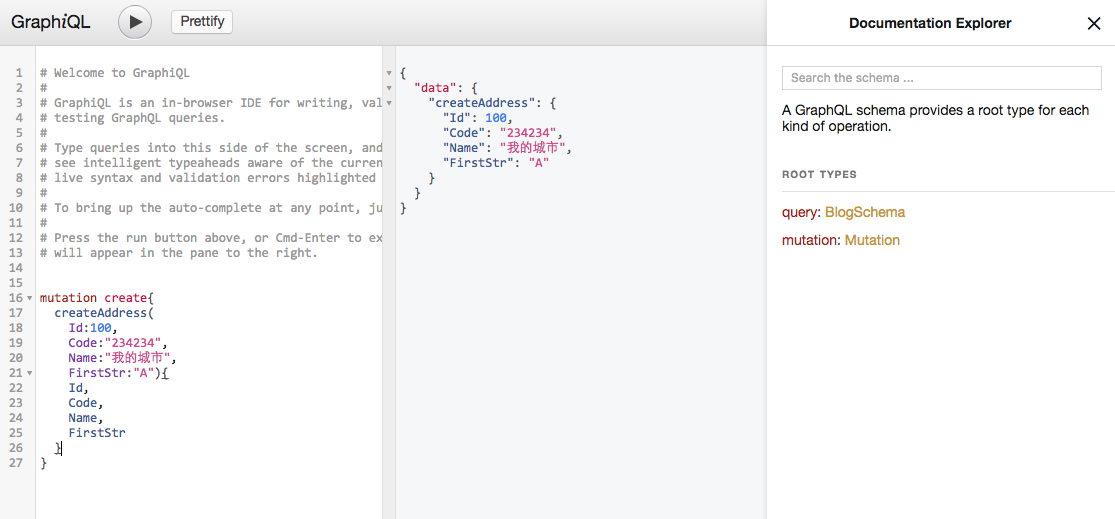 GraphiQL
Prettify
1 # Welcome to GraphiQL
2 #
3 # GraphiQL is an in-browser IDE for writing, val
4 # testing GraphQL queries.
5 #
6 # Type queries into this side of the screen, and
7 # see intelligent typeaheads aware of the curren
8 # live syntax and validation errors highlighted
9 #
10 # To bring up the auto-complete at any point, ju
11 #
12 # Press the run button above, or Cmd-Enter to ex
13 # will appear in the pane to the right.
14
15
16 mutation create{
17 createAddress(
18 Id:100,
19 Code:"234234",
20 Name:"我的城市",
21 FirstStr:"A"){
22 Id,
23 Code,
24 Name,
25 FirstStr
26 }
27 }
{
"data": {
"createAddress": {
"Id": 100,
"Code": "234234",
"Name": "我的城市",
"FirstStr": "A"
}
}
}
Documentation Explorer
Search the schema ...
A GraphQL schema provides a root type for each
kind of operation.
ROOT TYPES
query: BlogSchema
mutation: Mutation